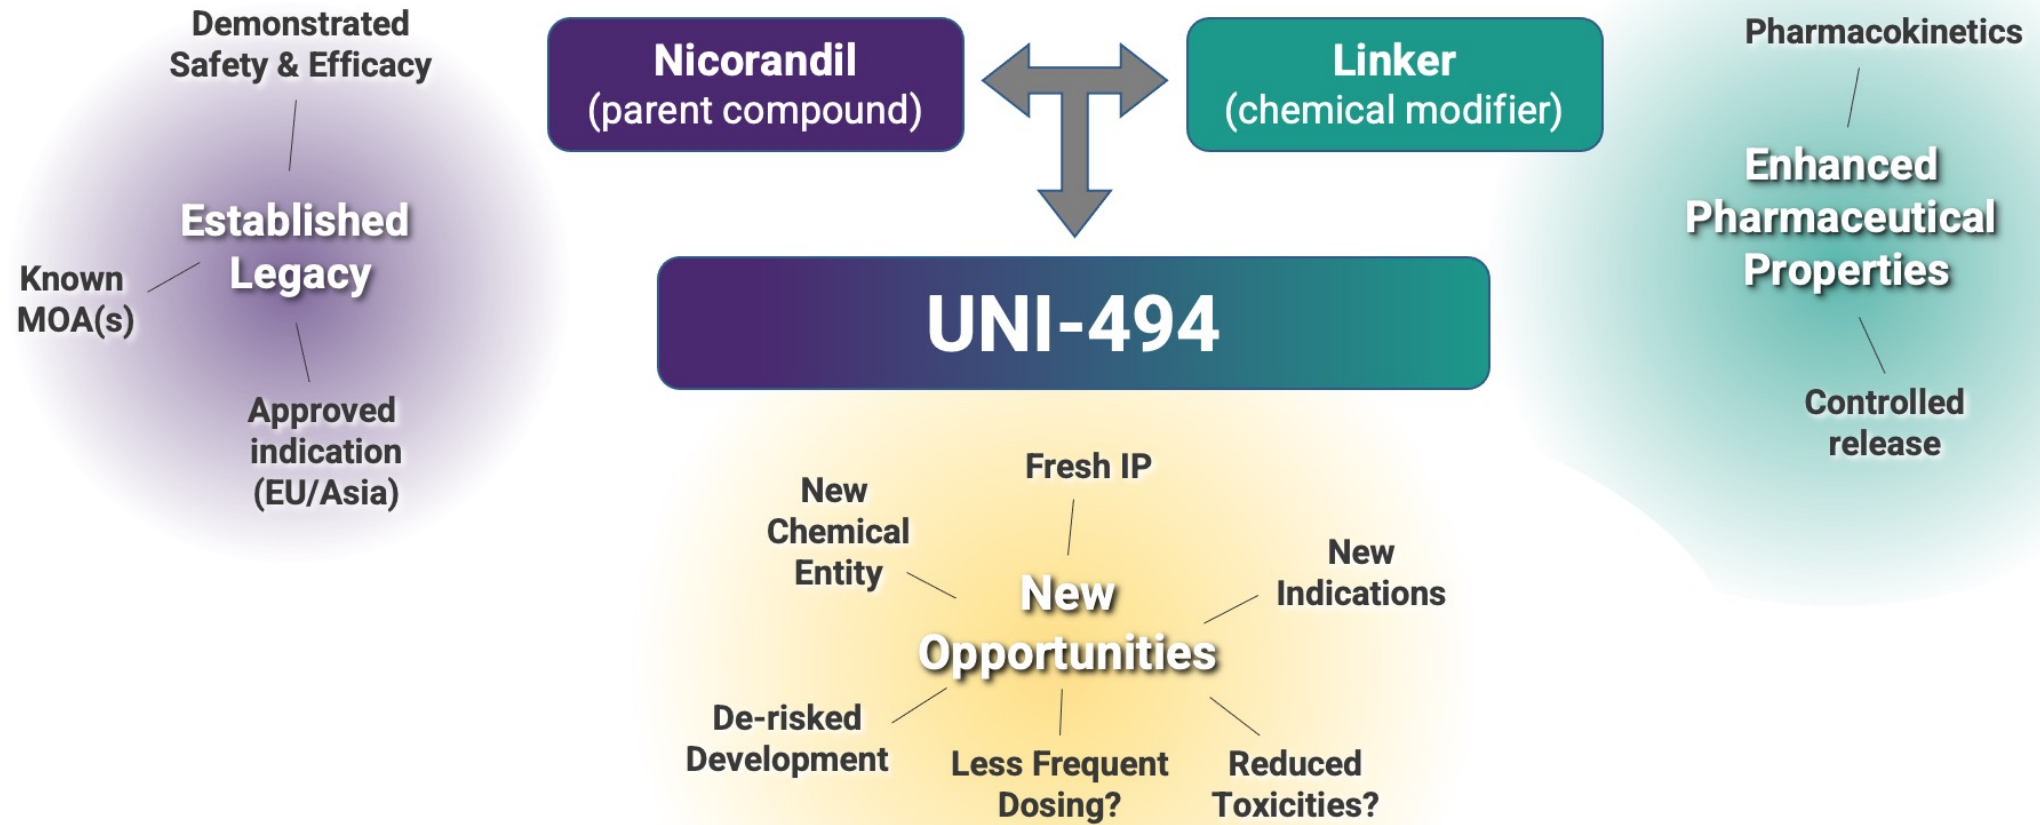 Demonstrated
Safety & Efficacy
Established
Legacy
Known
MOA(s)
Approved
indication
(EU/Asia)
Nicorandil
(parent compound)
Linker
(chemical modifier)
UNI-494
Pharmacokinetics
Enhanced
Pharmaceutical
Properties
Controlled
release
Fresh IP
New
Chemical
Entity
New
Indications
New
Opportunities
De-risked
Development
Less Frequent
Dosing?
Reduced
Toxicities?